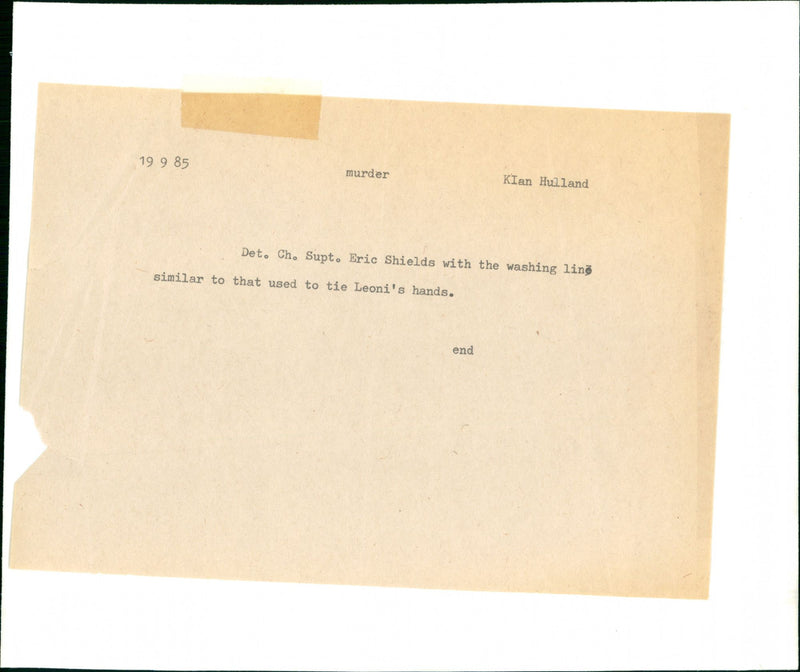 19 9 85 murder KIan Hulland
Det. Ch. Supt. Eric Shields with the washing line
similar to that used to tie Leoni's hands.
end